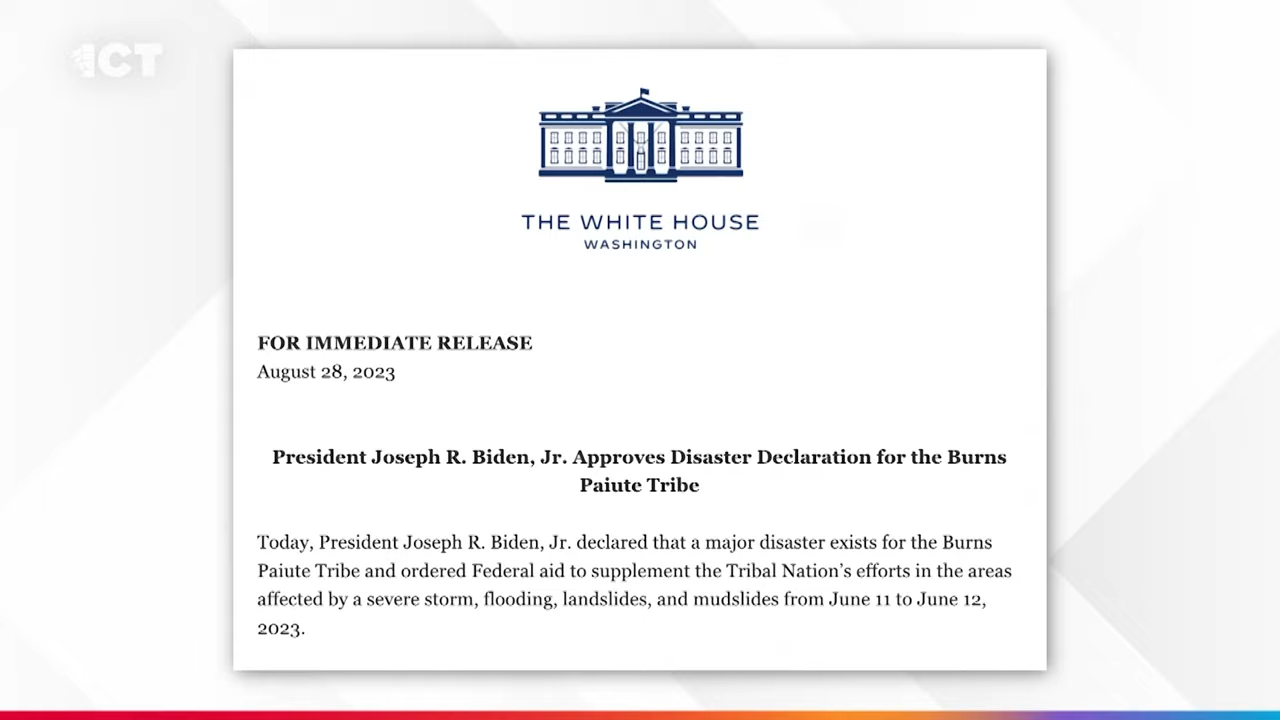 ICT
THE WHITE HOUSE
WASHINGTON
FOR IMMEDIATE RELEASE
August 28, 2023
President Joseph R. Biden, Jr. Approves Disaster Declaration for the Burns
Paiute Tribe
Today, President Joseph R. Biden, Jr. declared that a major disaster exists for the Burns
Paiute Tribe and ordered Federal aid to supplement the Tribal Nation’s efforts in the areas
affected by a severe storm, flooding, landslides, and mudslides from June 11 to June 12,
2023.